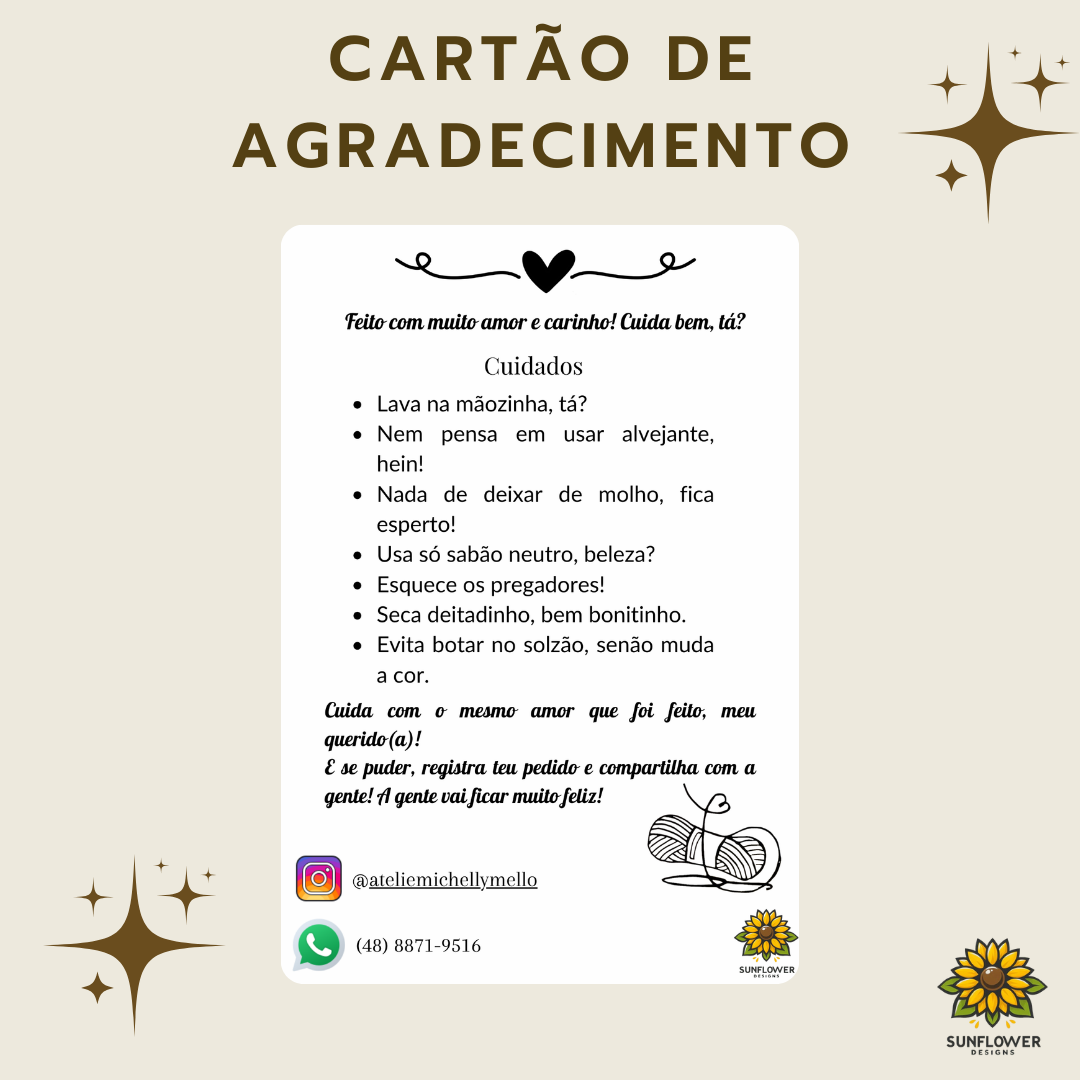 CARTÃO DE
AGRADECIMENTO
Feito com muito amor e carinho! Cuida bem, tá?
Cuidados
• Lava na mãozinha, tá?
• Nem pensa em usar alvejante,
hein!
• Nada de deixar de molho, fica
esperto!
• Usa só sabão neutro, beleza?
• Esquece os pregadores!
• Seca deitadinho, bem bonitinho.
• Evita botar no solzão, senão muda
a cor.
Cuida com o mesmo amor que foi feito, meu
querido(a)!
E se puder, registra teu pedido e compartilha com a
gente! A gente vai ficar muito feliz!
@ateliemichellymello
(48) 8871-9516
SUNFLOWER
DESIGNS
SUNFLOWER
DESIGNS